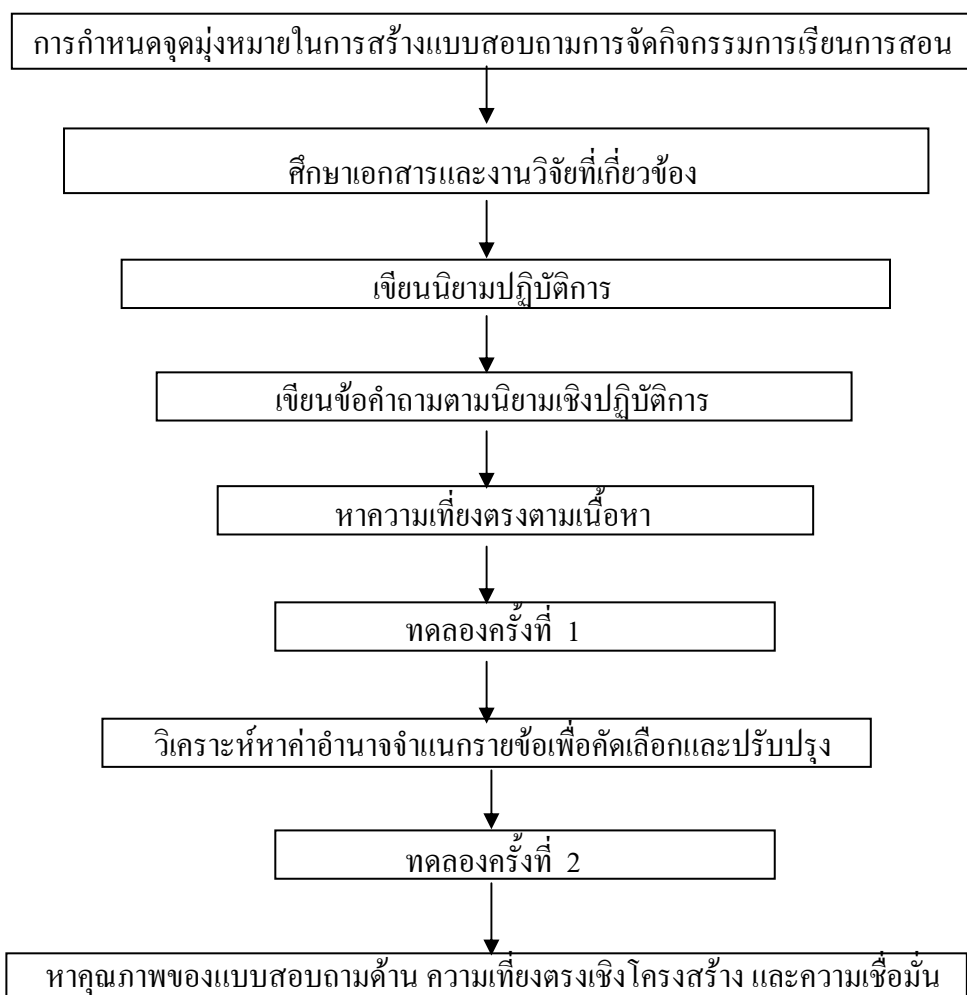 การกำหนดจุดมุ่งหมายในการสร้างแบบสอบถามการจัดกิจกรรมการเรียนการสอน
ศึกษาเอกสารและงานวิจัยที่เกี่ยวข้อง
เขียนนิยามปฏิบัติการ
เขียนข้อคำถามตามนิยามเชิงปฏิบัติการ
หาความเที่ยงตรงตามเนื้อหา
ทดลองครั้งที่ 1
วิเคราะห์หาค่าอำนาจจำแนกรายข้อเพื่อคัดเลือกและปรับปรุง
ทดลองครั้งที่ 2
หาคุณภาพของแบบสอบถามด้าน ความเที่ยงตรงเชิงโครงสร้าง และความเชื่อมั่น